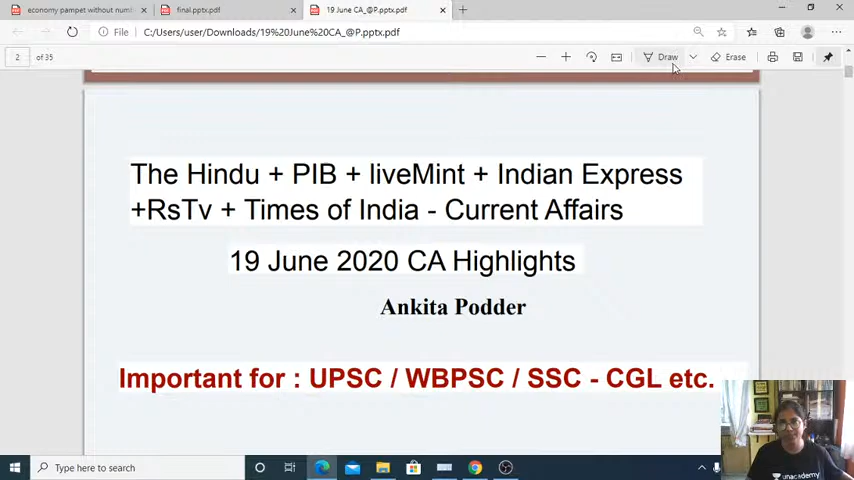 economy pampet without num
final.pptx.pdf
19 June CA_@P.pptx.pdf
File
C:/Users/user/Downloads/19%20June%20CA_@P.pptx.pdf
2 of 35
Draw
Erase
The Hindu + PIB + liveMint + Indian Express
+RsTv + Times of India - Current Affairs
19 June 2020 CA Highlights
Ankita Podder
Important for : UPSC / WBPSC / SSC - CGL etc.
unacademy
Type here to search